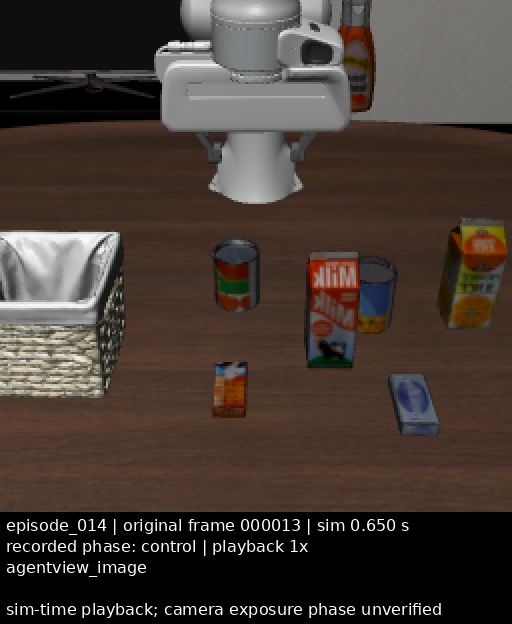 Milk
Milk
episode_014 | original frame 000013 | sim 0.650 s
recorded phase: control | playback 1x
agentview_image
sim-time playback; camera exposure phase unverified